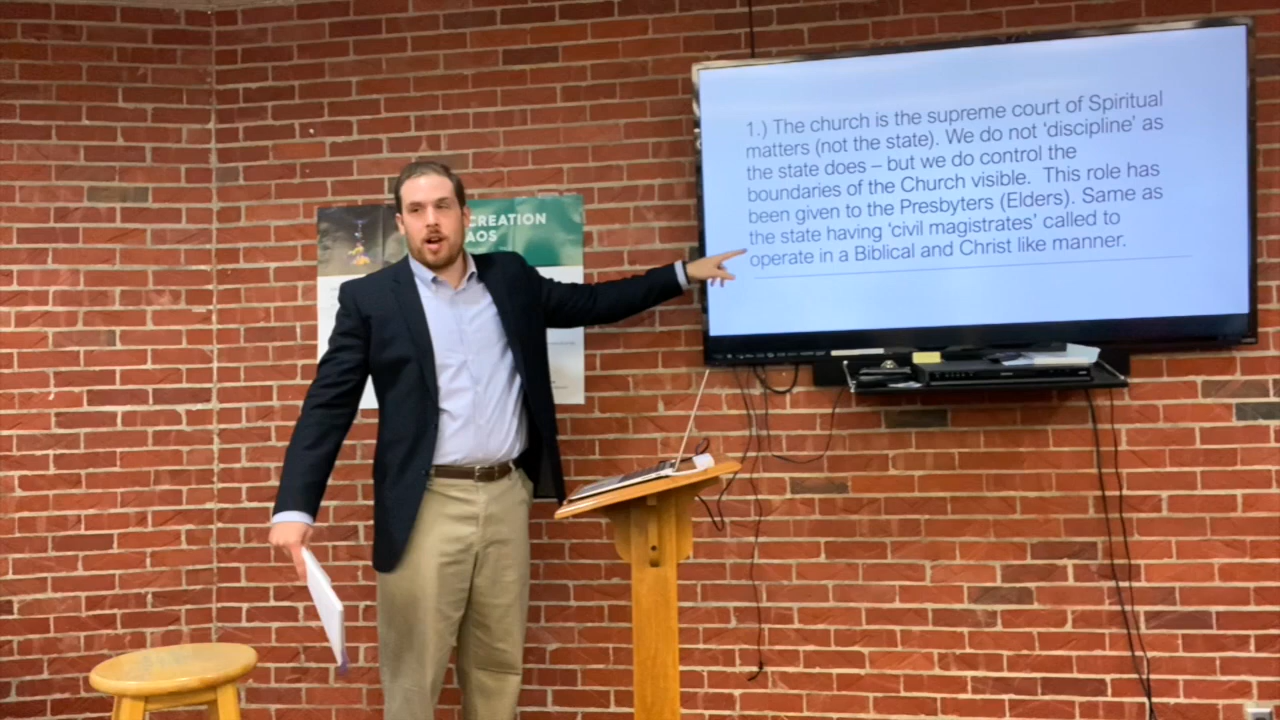 1.) The church is the supreme court of Spiritual
matters (not the state). We do not ‘discipline’ as
the state does – but we do control the
boundaries of the Church visible.  This role has
been given to the Presbyters (Elders). Same as
the state having ‘civil magistrates’ called to
operate in a Biblical and Christ like manner.
CREATION
AOS